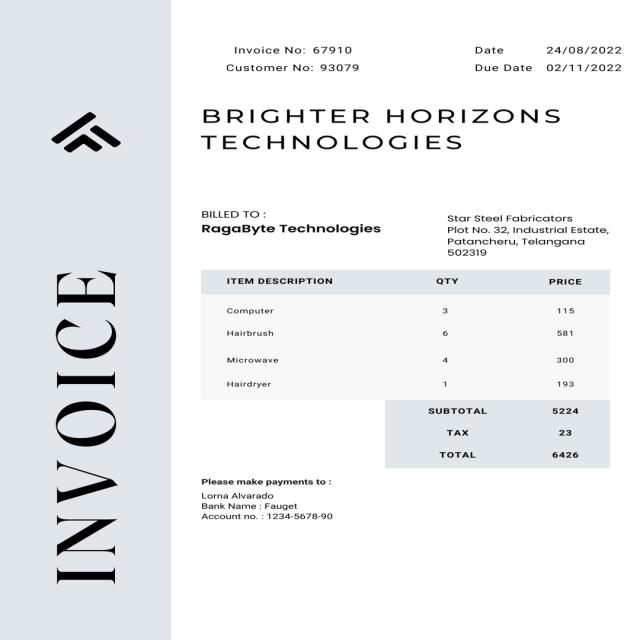 Invoice No: 67910
Date 24/08/2022
Customer No: 93079
Due Date 02/11/2022
BRIGHTER HORIZONS
TECHNOLOGIES
BILLED TO :
RagaByte Technologies
Star Steel Fabricators
Plot No. 32, Industrial Estate,
Patancheru, Telangana
502319
ITEM DESCRIPTION QTY PRICE
Computer 3 115
Hairbrush 6 581
Microwave 4 300
Hairdryer 1 193
SUBTOTAL 5224
TAX 23
TOTAL 6426
Please make payments to :
Lorna Alvarado
Bank Name : Fauget
Account no. : 1234-5678-90
INVOICE